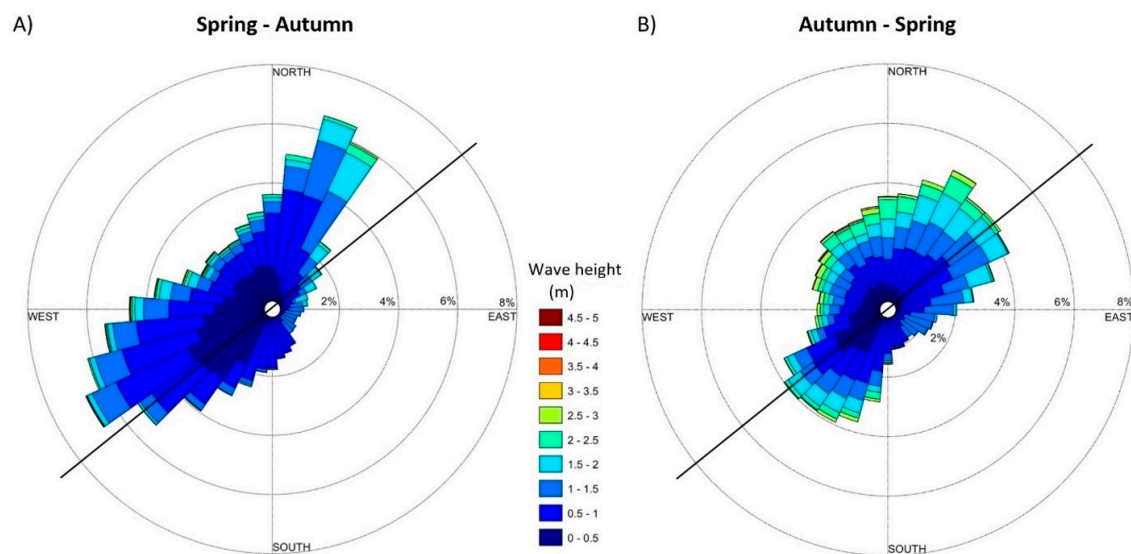 A)
Spring - Autumn
NORTH
WEST
2%
4%
6%
8%
EAST
SOUTH
Wave height
(m)
4.5 - 5
4 - 4.5
3.5 - 4
3 - 3.5
2.5 - 3
2 - 2.5
1.5 - 2
1 - 1.5
0.5 - 1
0 - 0.5
B)
Autumn - Spring
NORTH
WEST
2%
4%
6%
8%
EAST
SOUTH